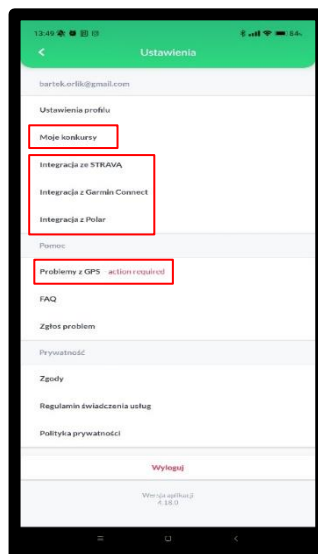 13:49
84
Ustawienia
bartek.orlik@gmail.com
Ustawienia profilu
Moje konkursy
Integracja ze STRAVĄ
Integracja z Garmin Connect
Integracja z Polar
Pomoc
Problemy z GPS action required
FAQ
Zgłoś problem
Prywatność
Zgody
Regulamin świadczenia usług
Polityka prywatności
Wyloguj
Wersja aplikacji
4.18.0